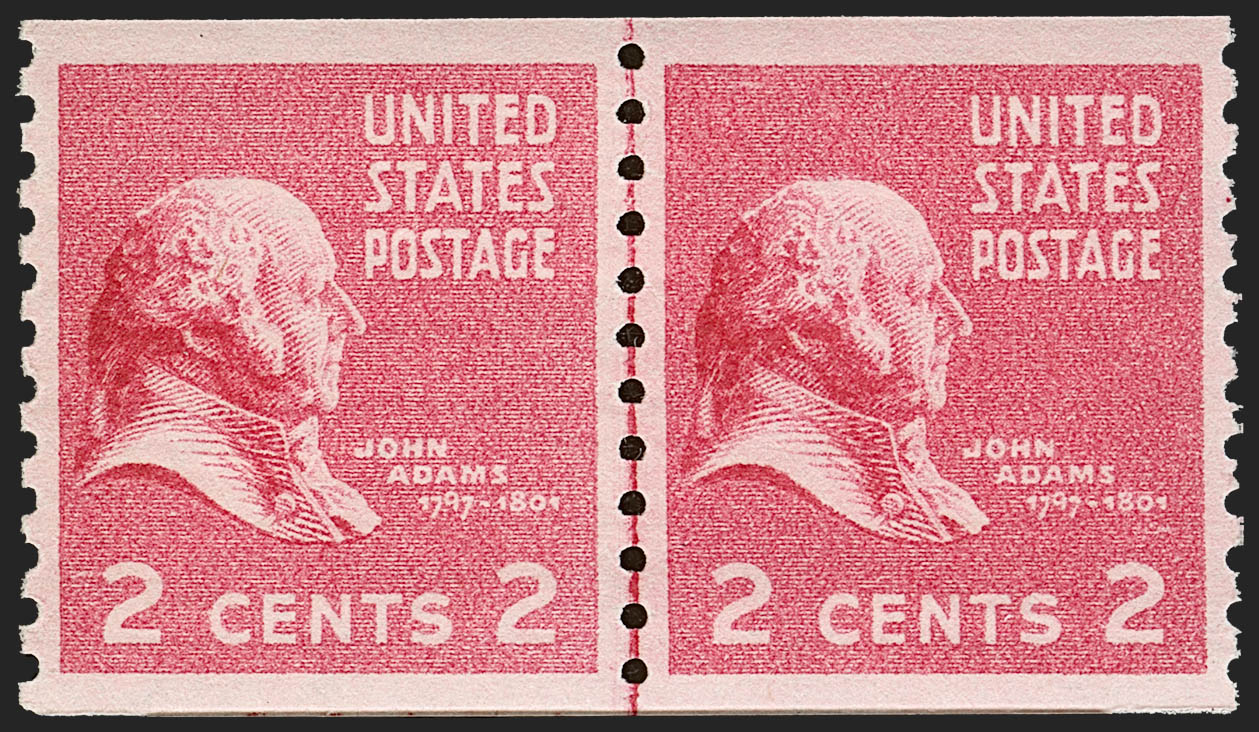 UNITED
STATES
POSTAGE
JOHN
ADAMS
1797-1801
2 CENTS 2
UNITED
STATES
POSTAGE
JOHN
ADAMS
1797-1801
2 CENTS 2